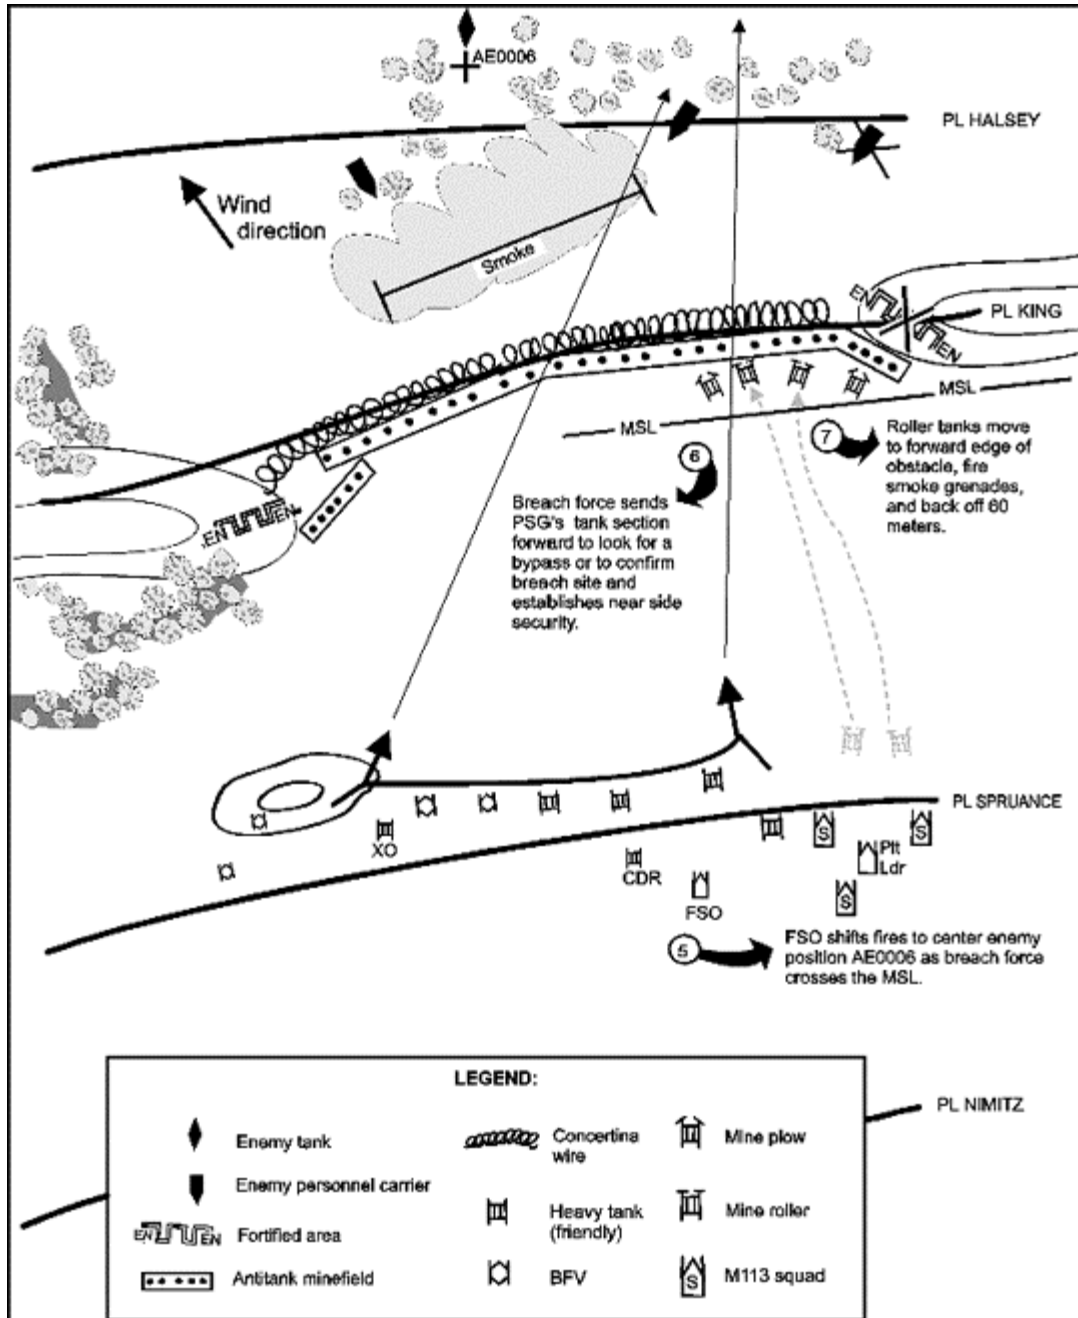 AE0006
PL HALSEY
Wind
direction
Smoke
EN
EN
PL KING
MSL
MSL
7
Roller tanks move
to forward edge of
obstacle, fire
smoke grenades,
and back off 60
meters.
6
Breach force sends
PSG's tank section
forward to look for a
bypass or to confirm
breach site and
establishes near side
security.
EN
EN
PL SPRUANCE
XO
CDR
FSO
S
S
Plt
Ldr
S
5
FSO shifts fires to center enemy
position AE0006 as breach force
crosses the MSL.
LEGEND:
PL NIMITZ
Enemy tank
Concertina
wire
Mine plow
Enemy personnel carrier
Heavy tank
(friendly)
Mine roller
EN
EN
Fortified area
Antitank minefield
BFV
S
M113 squad